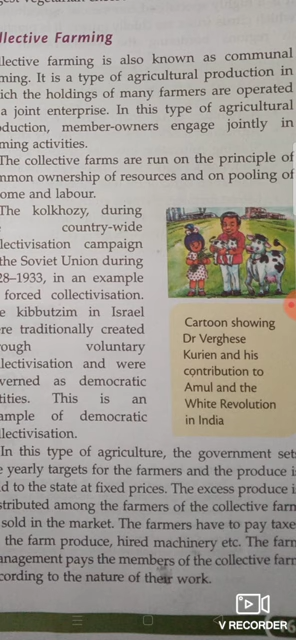 llective Farming
llective farming is also known as communal
ming. It is a type of agricultural production in
ich the holdings of many farmers are operated
a joint enterprise. In this type of agricultural
oduction, member-owners engage jointly in
ming activities.
The collective farms are run on the principle of
nmon ownership of resources and on pooling of
ome and labour.
The kolkhozy, during
country-wide
lectivisation campaign
the Soviet Union during
28–1933, in an example
forced collectivisation.
e kibbutzim in Israel
re traditionally created
rough voluntary
llectivisation and were
verned as democratic
tities. This is an
ample of democratic
llectivisation.
Cartoon showing
Dr Verghese
Kurien and his
contribution to
Amul and the
White Revolution
in India
In this type of agriculture, the government sets
e yearly targets for the farmers and the produce is
ld to the state at fixed prices. The excess produce i
stributed among the farmers of the collective farm
sold in the market. The farmers have to pay taxe
the farm produce, hired machinery etc. The farm
anagement pays the members of the collective farm
cording to the nature of their work.
V RECORDER